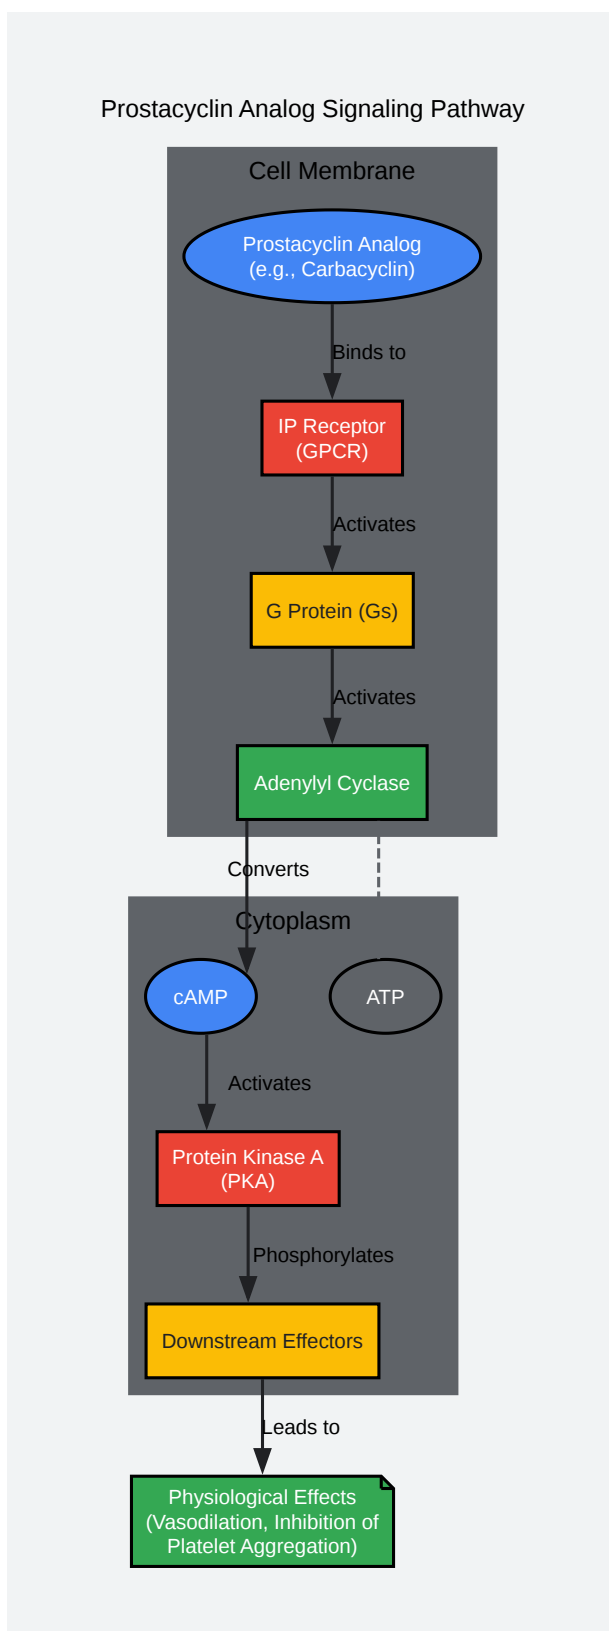 Prostacyclin Analog Signaling Pathway
Cell Membrane
Prostacyclin Analog
(e.g., Carbacyclin)
Binds to
IP Receptor
(GPCR)
Activates
G Protein (Gs)
Activates
Adenylyl Cyclase
Converts
Cytoplasm
cAMP
ATP
Activates
Protein Kinase A
(PKA)
Phosphorylates
Downstream Effectors
Leads to
Physiological Effects
(Vasodilation, Inhibition of
Platelet Aggregation)